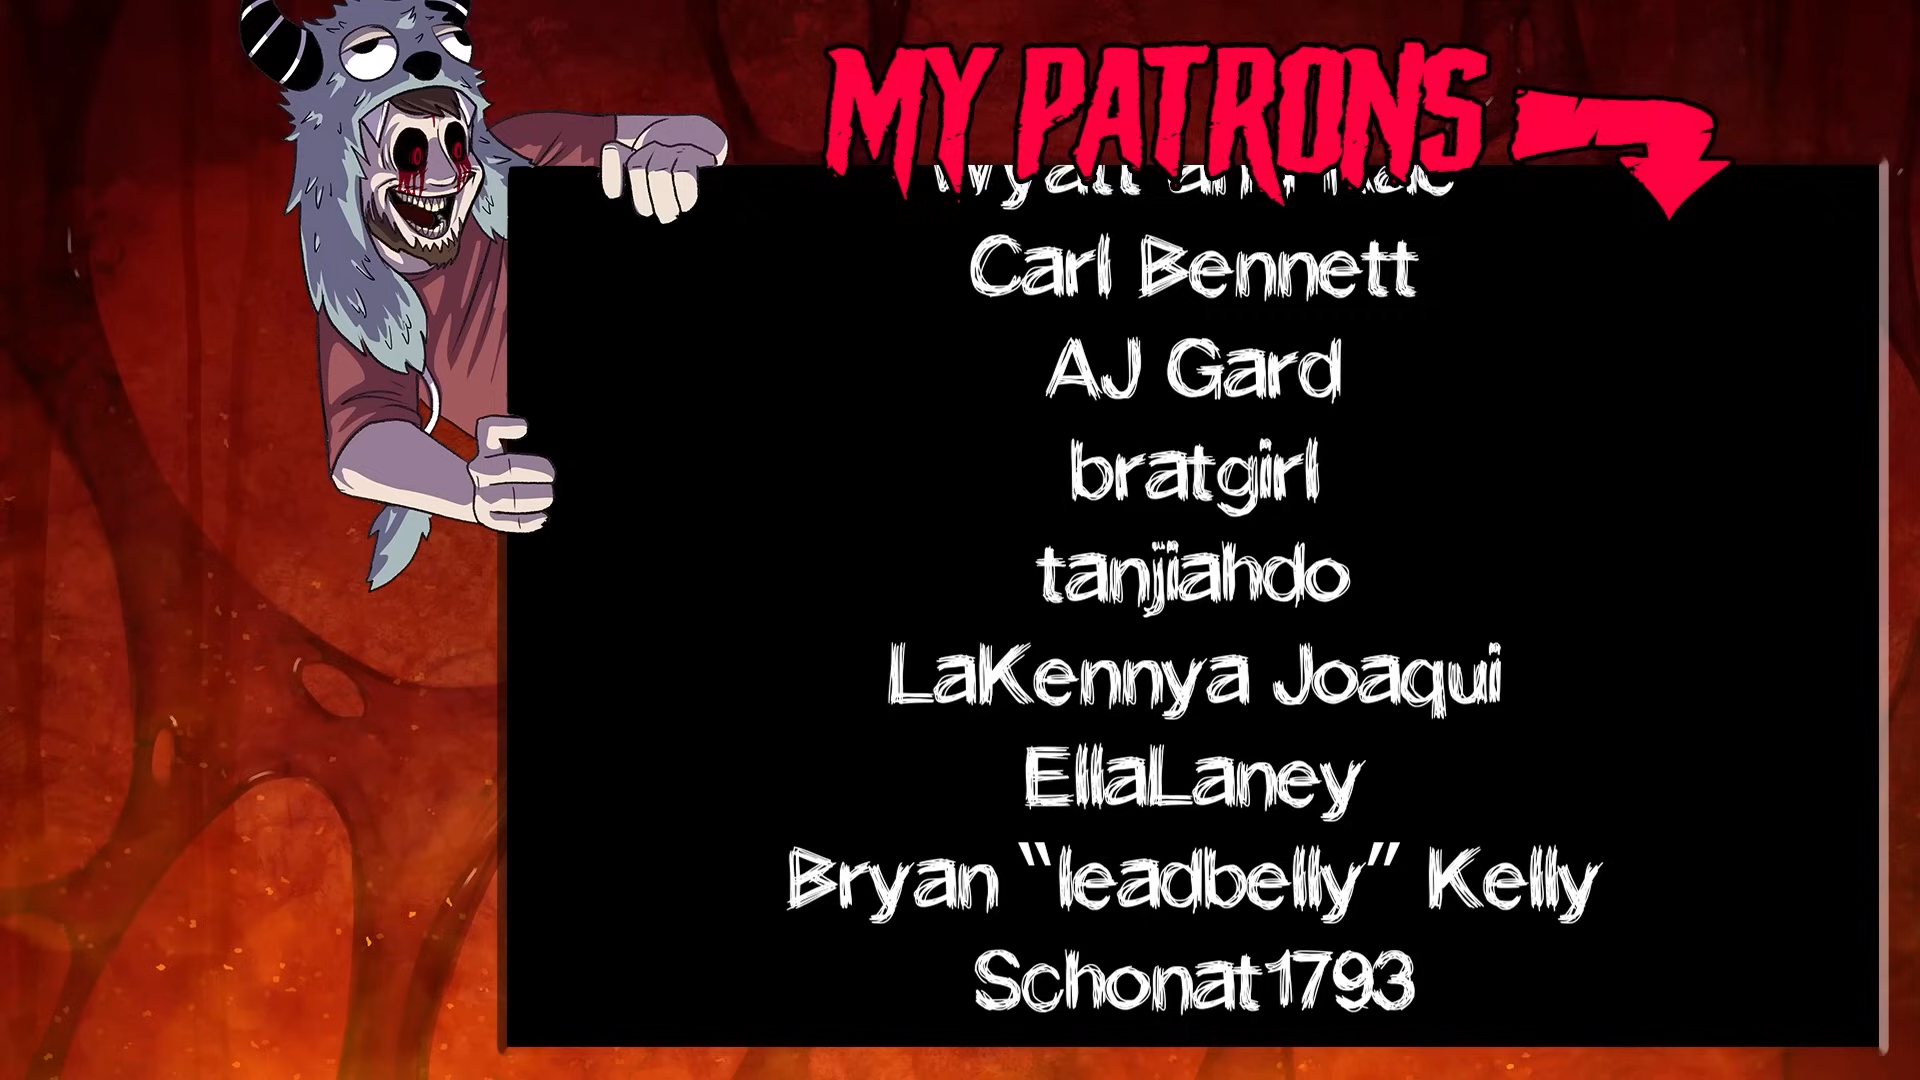 MY PATRONS
Carl Bennett
AJ Gard
bratgirl
tanjiahdo
LaKennya Joaqui
EllaLaney
Bryan “leadbelly” Kelly
Schonat1793